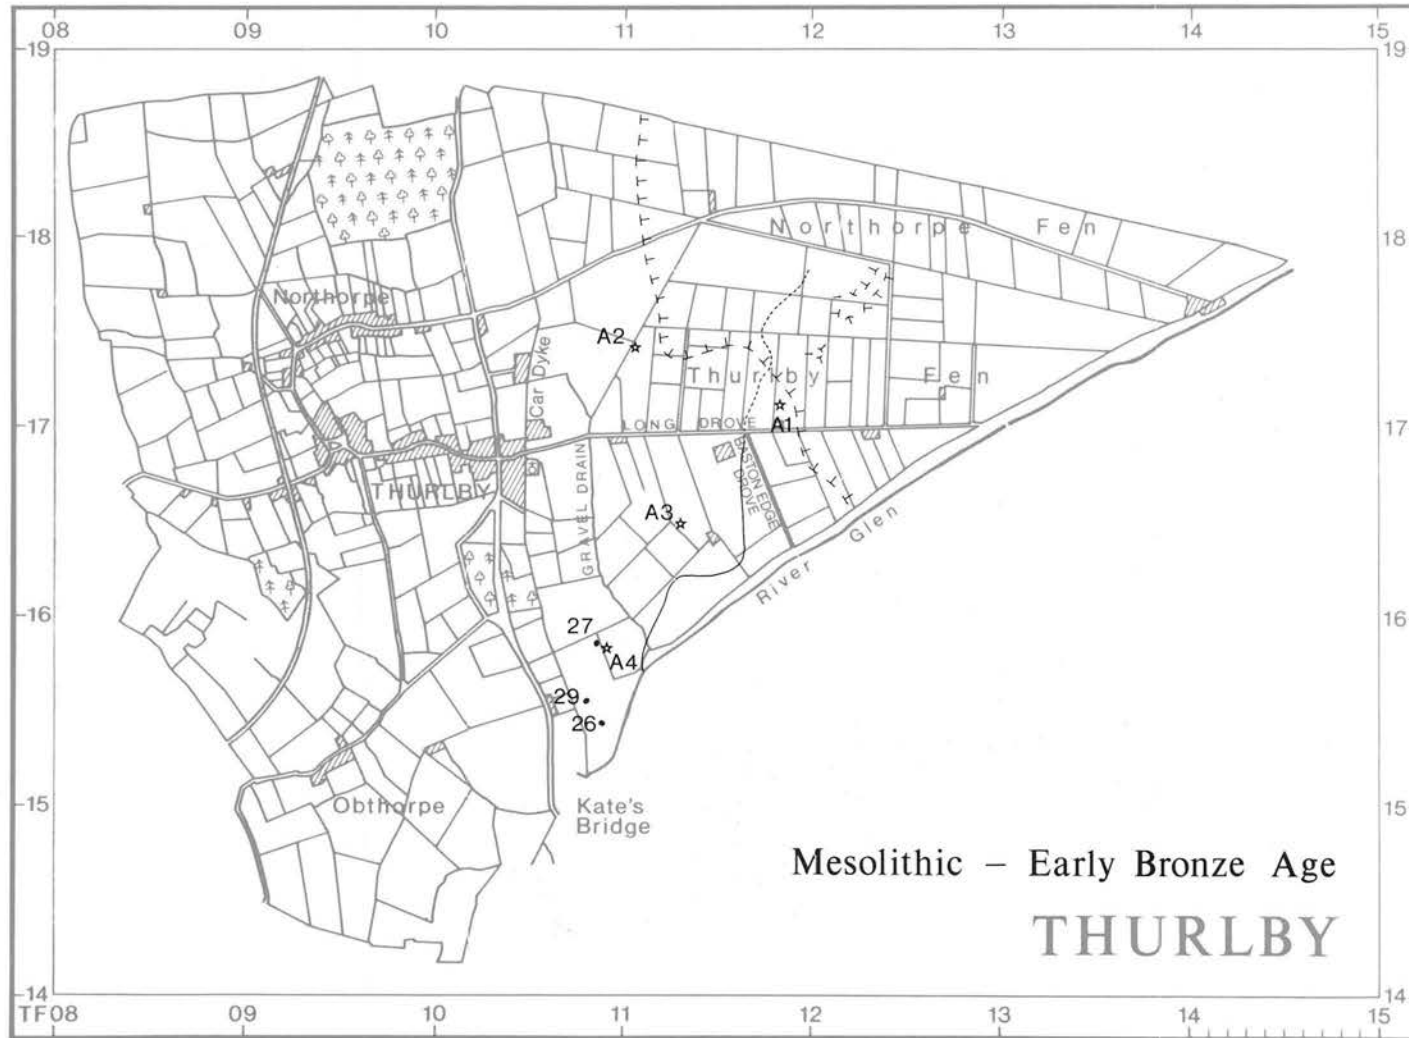 08 09 10 11 12 13 14 15
19 19
18 Northorpe Fen 18
Northorpe
A2
Car Dyke
Thurlby Fen
17 LONG DROVE A1 17
THURLBY
GRAVEL DRAIN
BASTON EDGE
DROVE
A3
River Glen
16 16
27
A4
29
26
15 Obthorpe 15
Kate's
Bridge
Mesolithic – Early Bronze Age
THURLBY
14 14
TF08 09 10 11 12 13 14 15